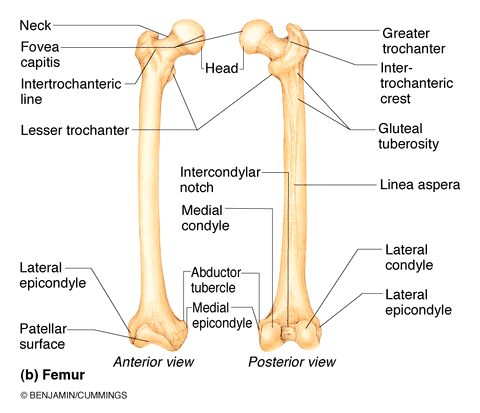 Neck
Fovea
capitis
Intertrochanteric
line
Lesser trochanter
Head
Greater
trochanter
Inter-
trochanteric
crest
Gluteal
tuberosity
Intercondylar
notch
Medial
condyle
Linea aspera
Lateral
epicondyle
Patellar
surface
Abductor
tubercle
Medial
epicondyle
Lateral
condyle
Lateral
epicondyle
Anterior view
Posterior view
(b) Femur
© BENJAMIN/CUMMINGS